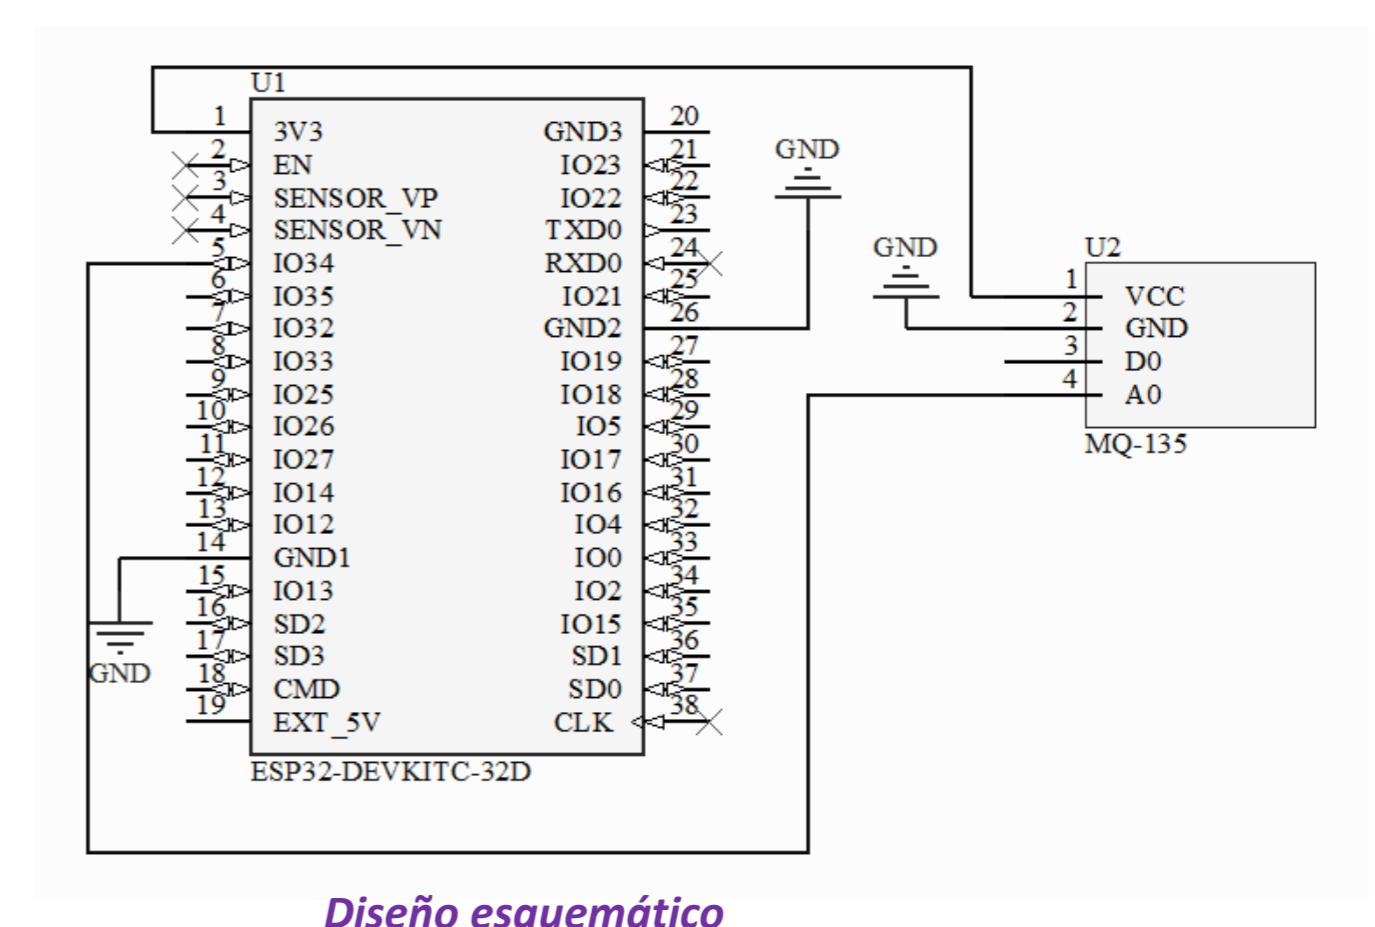 U1
1 3V3 GND3 20
2 EN IO23 21
3 SENSOR_VP IO22 22
4 SENSOR_VN TXD0 23
5 IO34 RXD0 24
6 IO35 IO21 25
7 IO32 GND2 26
8 IO33 IO19 27
9 IO25 IO18 28
10 IO26 IO5 29
11 IO27 IO17 30
12 IO14 IO16 31
13 IO12 IO4 32
14 GND1 IO0 33
15 IO13 IO2 34
16 SD2 IO15 35
17 SD3 SD1 36
18 CMD SD0 37
19 EXT_5V CLK 38
ESP32-DEVKITC-32D
GND
GND
GND
U2
1 VCC
2 GND
3 D0
4 A0
MQ-135
Diseño esquemático